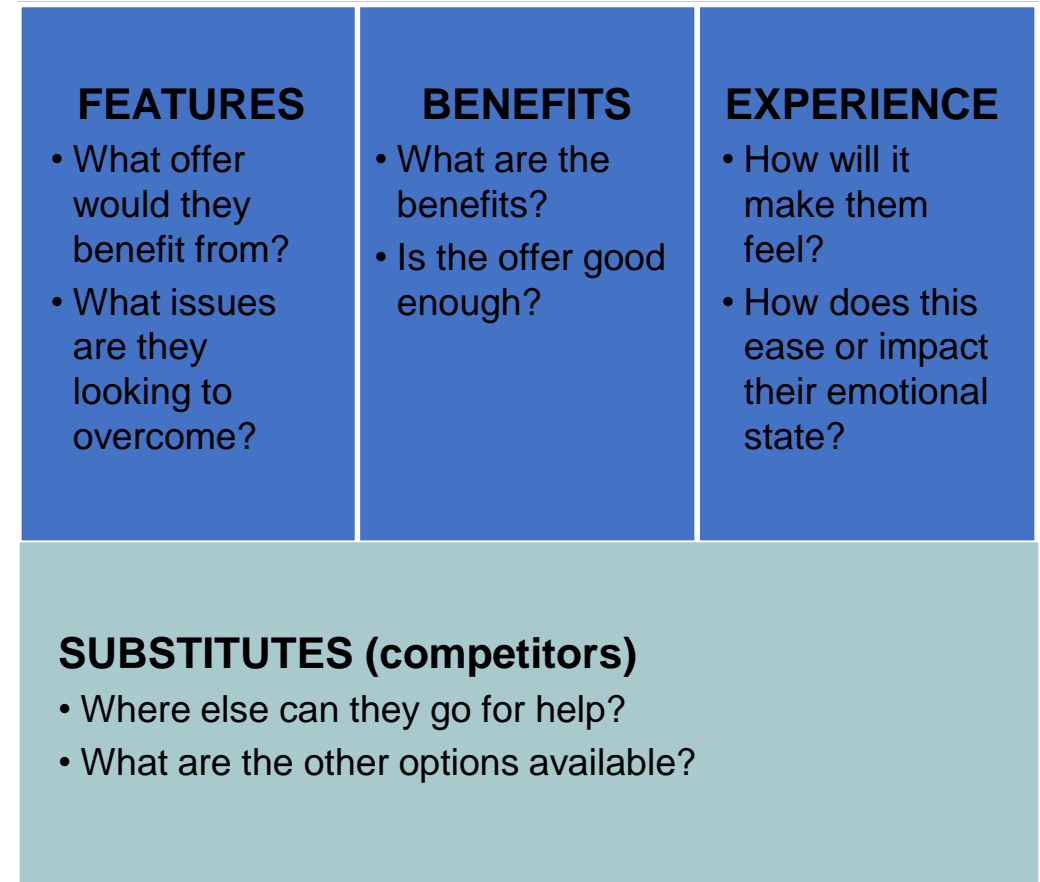 FEATURES
• What offer
would they
benefit from?
• What issues
are they
looking to
overcome?
BENEFITS
• What are the
benefits?
• Is the offer good
enough?
EXPERIENCE
• How will it
make them
feel?
• How does this
ease or impact
their emotional
state?
SUBSTITUTES (competitors)
• Where else can they go for help?
• What are the other options available?